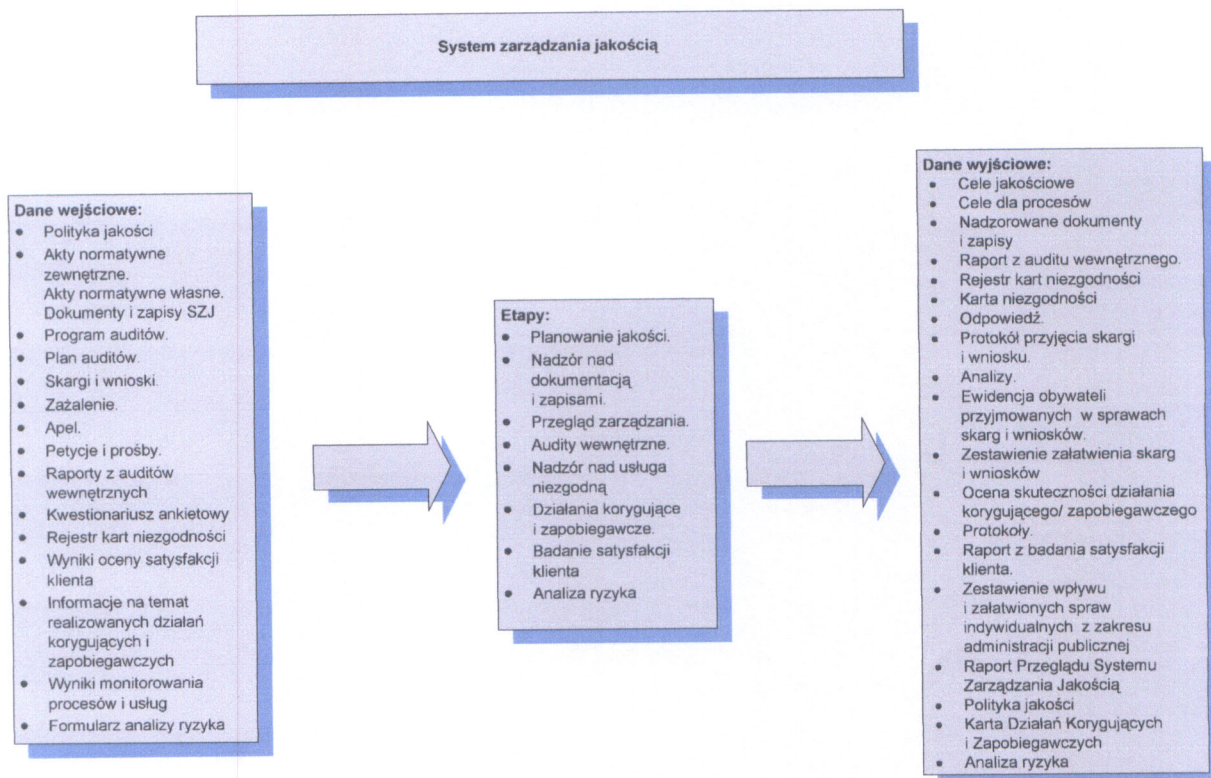 System zarządzania jakością
Dane wejściowe:
• Polityka jakości
• Akty normatywne
zewnętrzne.
Akty normatywne własne.
Dokumenty i zapisy SZJ
• Program auditów.
• Plan auditów.
• Skargi i wnioski.
• Zażalenie.
• Apel.
• Petycje i prośby.
• Raporty z auditów
wewnętrznych
• Kwestionariusz ankietowy
• Rejestr kart niezgodności
• Wyniki oceny satysfakcji
klienta
• Informacje na temat
realizowanych działań
korygujących i
zapobiegawczych
• Wyniki monitorowania
procesów i usług
• Formularz analizy ryzyka
Etapy:
• Planowanie jakości.
• Nadzór nad
dokumentacją
i zapisami.
• Przegląd zarządzania.
• Audity wewnętrzne.
• Nadzór nad usługa
niezgodną
• Działania korygujące
i zapobiegawcze.
• Badanie satysfakcji
klienta
• Analiza ryzyka
Dane wyjściowe:
• Cele jakościowe
• Cele dla procesów
• Nadzorowane dokumenty
i zapisy
• Raport z auditu wewnętrznego.
• Rejestr kart niezgodności
• Karta niezgodności
• Odpowiedź.
• Protokół przyjęcia skargi
i wniosku.
• Analizy.
• Ewidencja obywateli
przyjmowanych w sprawach
skarg i wniosków.
• Zestawienie załatwienia skarg
i wniosków
• Ocena skuteczności działania
korygującego/ zapobiegawczego
• Protokoły.
• Raport z badania satysfakcji
klienta.
• Zestawienie wpływu
i załatwionych spraw
indywidualnych z zakresu
administracji publicznej
• Raport Przeglądu Systemu
Zarządzania Jakością
• Polityka jakości
• Karta Działań Korygujących
i Zapobiegawczych
• Analiza ryzyka